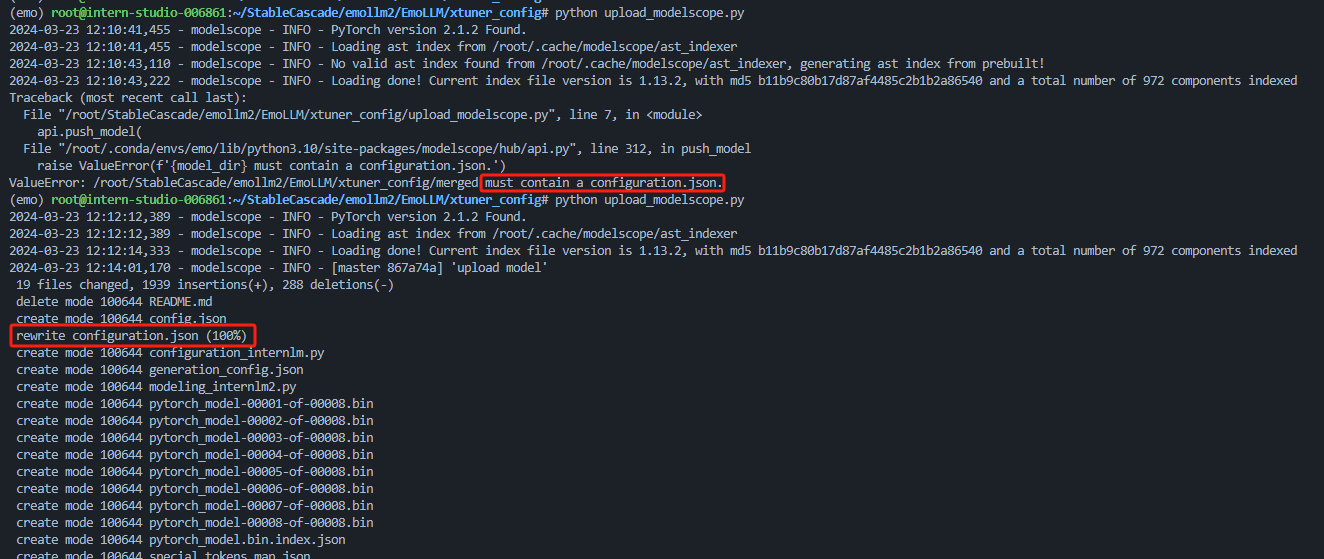 (emo) root@intern-studio-006861:~/StableCascade/emollm2/EmoLLM/xtuner_config# python upload_modelscope.py
2024-03-23 12:10:41,455 - modelscope - INFO - PyTorch version 2.1.2 Found.
2024-03-23 12:10:41,455 - modelscope - INFO - Loading ast index from /root/.cache/modelscope/ast_indexer
2024-03-23 12:10:43,110 - modelscope - INFO - No valid ast index found from /root/.cache/modelscope/ast_indexer, generating ast index from prebuilt!
2024-03-23 12:10:43,222 - modelscope - INFO - Loading done! Current index file version is 1.13.2, with md5 b11b9c80b17d87af4485c2b1b2a86540 and a total number of 972 components indexed
Traceback (most recent call last):
  File "/root/StableCascade/emollm2/EmoLLM/xtuner_config/upload_modelscope.py", line 7, in <module>
    api.push_model(
  File "/root/.conda/envs/emo/lib/python3.10/site-packages/modelscope/hub/api.py", line 312, in push_model
    raise ValueError(f'{model_dir} must contain a configuration.json.')
ValueError: /root/StableCascade/emollm2/EmoLLM/xtuner_config/merged must contain a configuration.json.
(emo) root@intern-studio-006861:~/StableCascade/emollm2/EmoLLM/xtuner_config# python upload_modelscope.py
2024-03-23 12:12:12,389 - modelscope - INFO - PyTorch version 2.1.2 Found.
2024-03-23 12:12:12,389 - modelscope - INFO - Loading ast index from /root/.cache/modelscope/ast_indexer
2024-03-23 12:12:14,333 - modelscope - INFO - Loading done! Current index file version is 1.13.2, with md5 b11b9c80b17d87af4485c2b1b2a86540 and a total number of 972 components indexed
2024-03-23 12:14:01,170 - modelscope - INFO - [master 867a74a] 'upload model'
 19 files changed, 1939 insertions(+), 288 deletions(-)
 delete mode 100644 README.md
 create mode 100644 config.json
 rewrite configuration.json (100%)
 create mode 100644 configuration_internlm.py
 create mode 100644 generation_config.json
 create mode 100644 modeling_internlm2.py
 create mode 100644 pytorch_model-00001-of-00008.bin
 create mode 100644 pytorch_model-00002-of-00008.bin
 create mode 100644 pytorch_model-00003-of-00008.bin
 create mode 100644 pytorch_model-00004-of-00008.bin
 create mode 100644 pytorch_model-00005-of-00008.bin
 create mode 100644 pytorch_model-00006-of-00008.bin
 create mode 100644 pytorch_model-00007-of-00008.bin
 create mode 100644 pytorch_model-00008-of-00008.bin
 create mode 100644 pytorch_model.bin.index.json
 create mode 100644 special_tokens_map.json